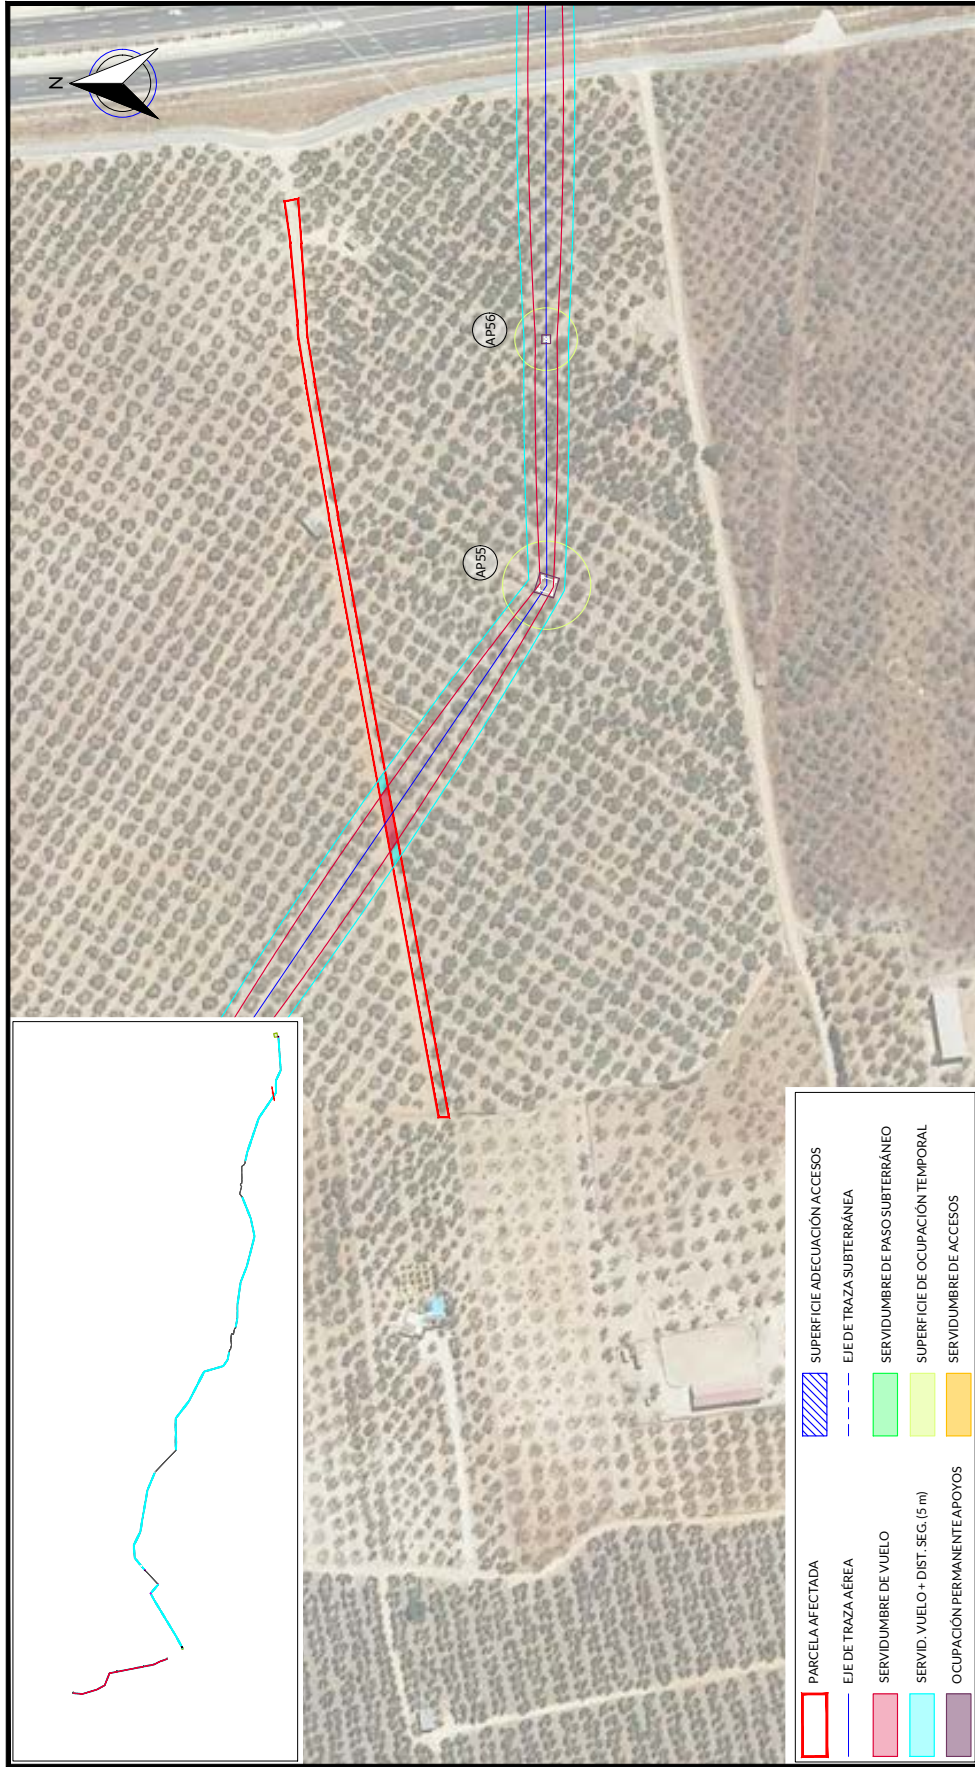 N
AP56
AP55
PARCELA AFECTADA
EJE DE TRAZA AÉREA
SERVIDUMBRE DE VUELO
SERVID. VUELO + DIST. SEG. (5 m)
OCUPACIÓN PERMANENTE APOYOS
SUPERFICIE ADECUACIÓN ACCESOS
EJE DE TRAZA SUBTERRÁNEA
SERVIDUMBRE DE PASO SUBTERRÁNEO
SUPERFICIE DE OCUPACIÓN TEMPORAL
SERVIDUMBRE DE ACCESOS